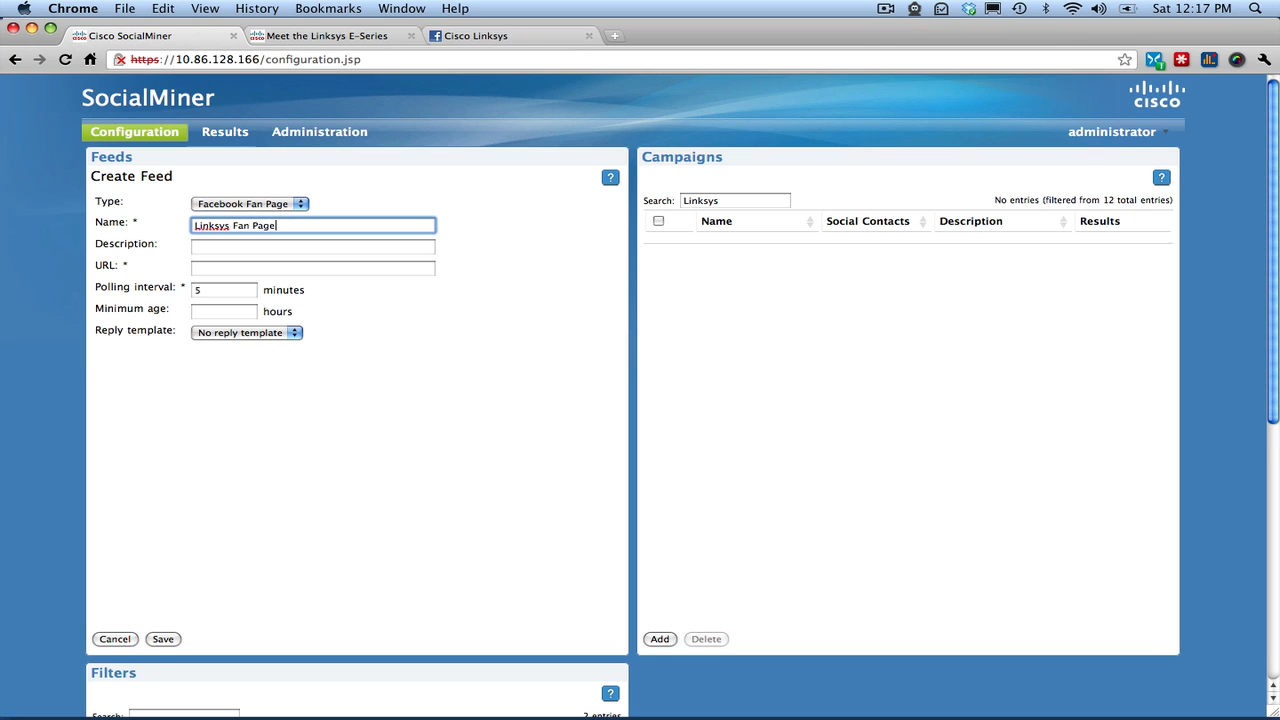 Chrome File Edit View History Bookmarks Window Help Sat 12:17 PM
Cisco SocialMiner Meet the Linksys E-Series Cisco Linksys
https://10.86.128.166/configuration.jsp
SocialMiner
CISCO
Configuration Results Administration administrator
Feeds
Create Feed
Type: Facebook Fan Page
Name: * Linksys Fan Page
Description:
URL: *
Polling interval: * 5 minutes
Minimum age: hours
Reply template: No reply template
Cancel Save
Campaigns
?
Search: Linksys No entries (filtered from 12 total entries)
Name Social Contacts Description Results
Add Delete
Filters
?
Search: 2 entries